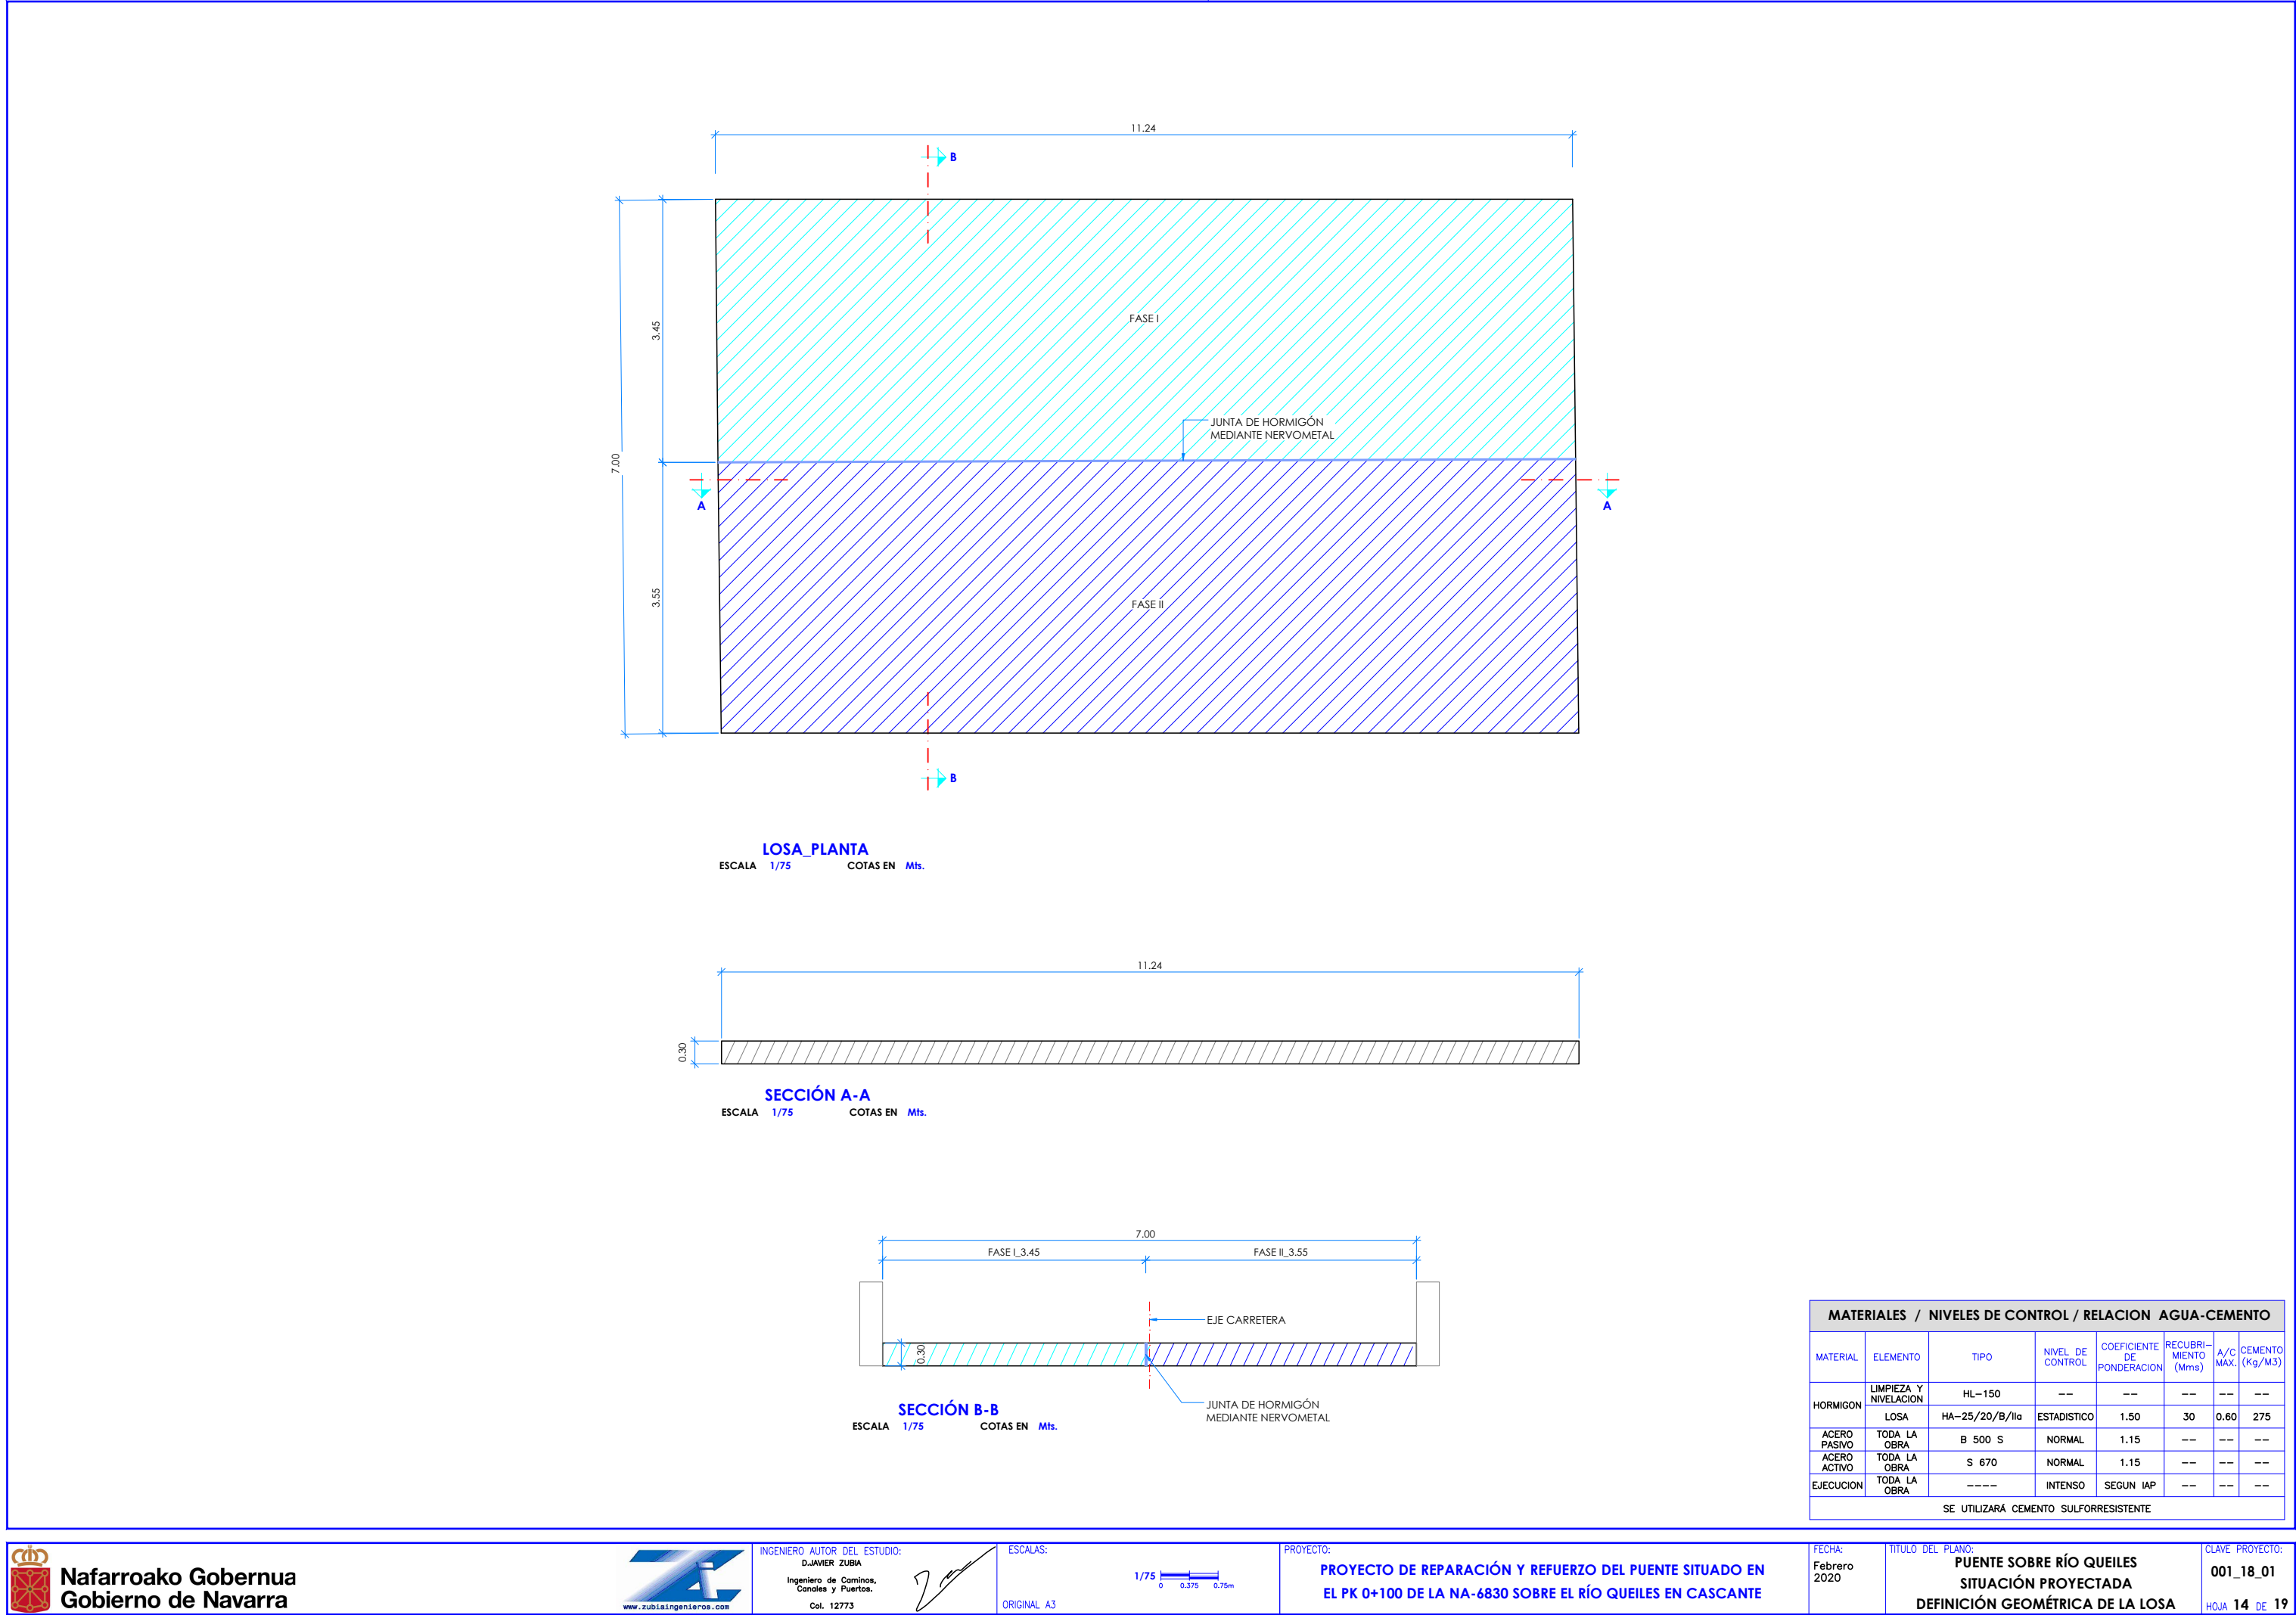 11.24
B
3.45
FASE I
JUNTA DE HORMIGÓN
MEDIANTE NERVOMETAL
7.00
A
A
3.55
FASE II
B
LOSA_PLANTA
ESCALA 1/75 COTAS EN Mts.
11.24
0.30
SECCIÓN A-A
ESCALA 1/75 COTAS EN Mts.
7.00
FASE I_3.45 FASE II_3.55
EJE CARRETERA
0.30
JUNTA DE HORMIGÓN
MEDIANTE NERVOMETAL
SECCIÓN B-B
ESCALA 1/75 COTAS EN Mts.
MATERIALES / NIVELES DE CONTROL / RELACION AGUA-CEMENTO
MATERIAL ELEMENTO TIPO NIVEL DE CONTROL COEFICIENTE DE PONDERACION RECUBRI-MIENTO (Mms) A/C MAX. CEMENTO (Kg/M3)
HORMIGON LIMPIEZA Y NIVELACION HL-150 -- -- -- -- --
LOSA HA-25/20/B/IIa ESTADISTICO 1.50 30 0.60 275
ACERO PASIVO TODA LA OBRA B 500 S NORMAL 1.15 -- -- --
ACERO ACTIVO TODA LA OBRA S 670 NORMAL 1.15 -- -- --
EJECUCION TODA LA OBRA ---- INTENSO SEGUN IAP -- -- --
SE UTILIZARÁ CEMENTO SULFORRESISTENTE
Nafarroako Gobernua
Gobierno de Navarra
www.zubiaingenieros.com
INGENIERO AUTOR DEL ESTUDIO:
D.JAVIER ZUBIA
Ingeniero de Caminos,
Canales y Puertos.
Col. 12773
ESCALAS:
1/75
0 0.375 0.75m
ORIGINAL A3
PROYECTO:
PROYECTO DE REPARACIÓN Y REFUERZO DEL PUENTE SITUADO EN
EL PK 0+100 DE LA NA-6830 SOBRE EL RÍO QUEILES EN CASCANTE
FECHA:
Febrero
2020
TITULO DEL PLANO:
PUENTE SOBRE RÍO QUEILES
SITUACIÓN PROYECTADA
DEFINICIÓN GEOMÉTRICA DE LA LOSA
CLAVE PROYECTO:
001_18_01
HOJA 14 DE 19